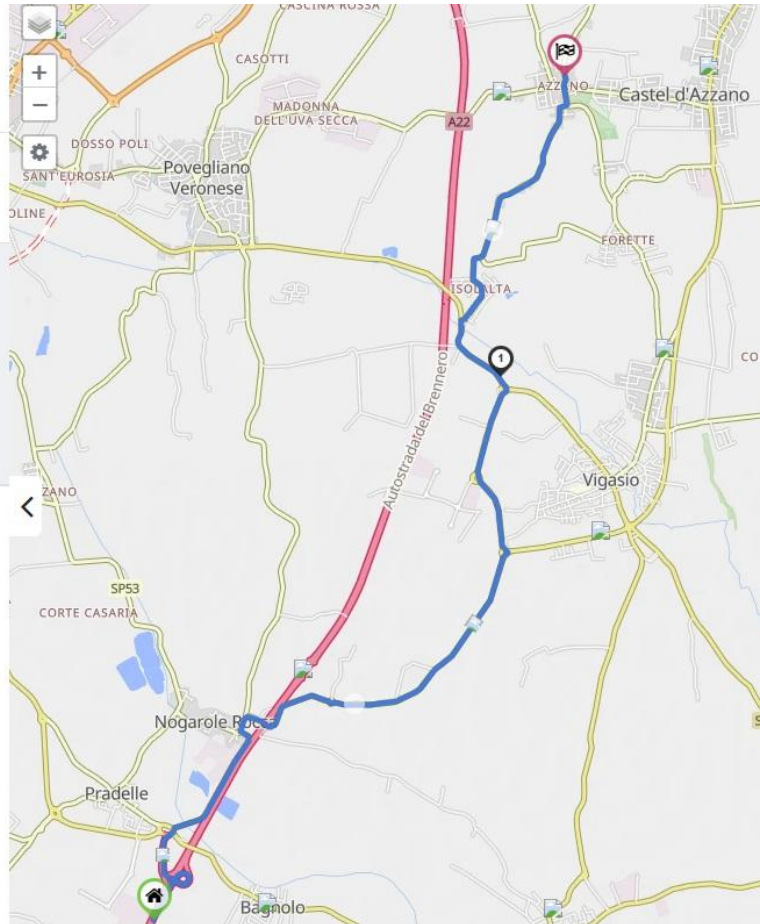 CASCINA ROSSA
+
CASOTTI
−
AZZANO
Castel d'Azzano
MADONNA
DELL'UVA SECCA
A22
DOSSO POLI
Povegliano
Veronese
SANT'EUROSIA
OLINE
FORETTE
ISOLALTA
1
CO
Autostrada del Brennero
Vigasio
ZANO
SP53
CORTE CASARIA
Nogarole Rocca
S
Pradelle
Bagnolo